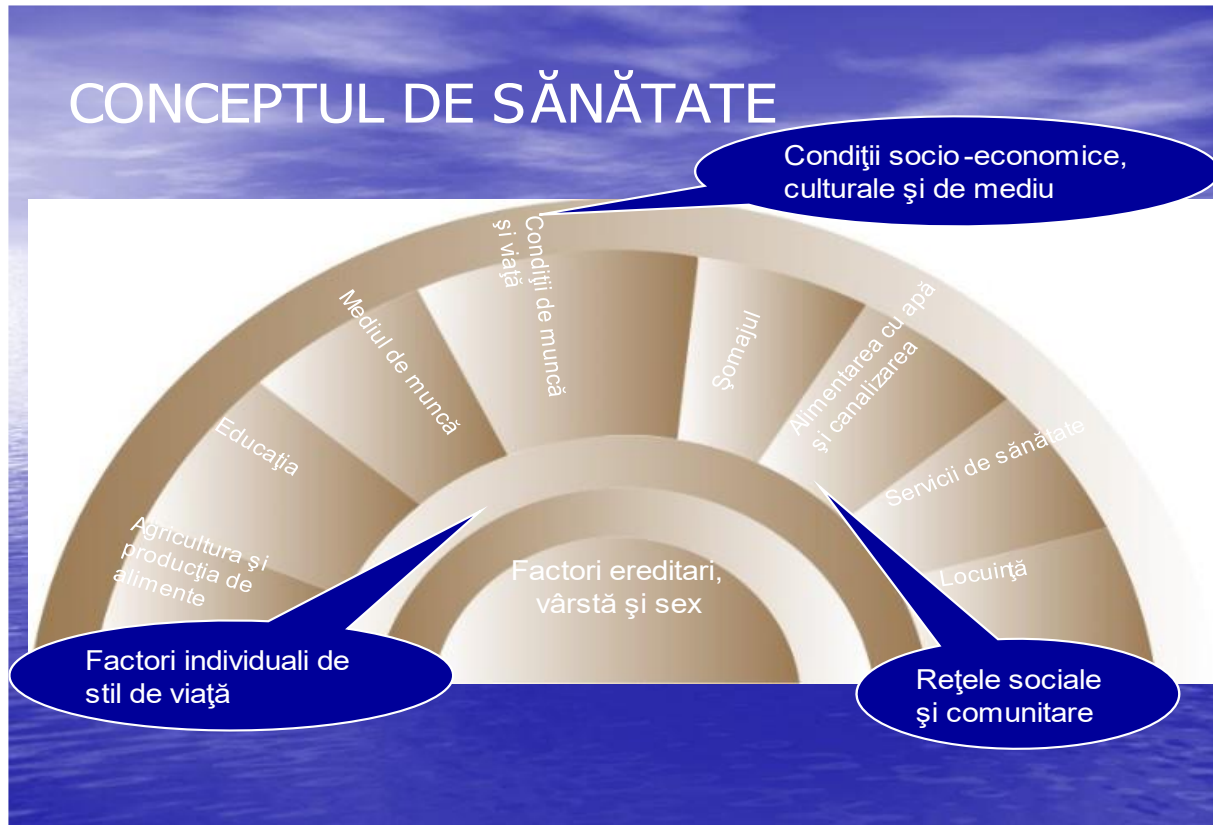 CONCEPTUL DE SĂNĂTATE
Condiţii socio-economice,
culturale şi de mediu
Agricultura şi
producţia de
alimente
Educaţia
Mediul de muncă
Condiţii de muncă
şi viaţă
Şomajul
Alimentarea cu apă
şi canalizarea
Servicii de sănătate
Locuinţă
Factori ereditari,
vârstă şi sex
Factori individuali de
stil de viaţă
Reţele sociale
şi comunitare